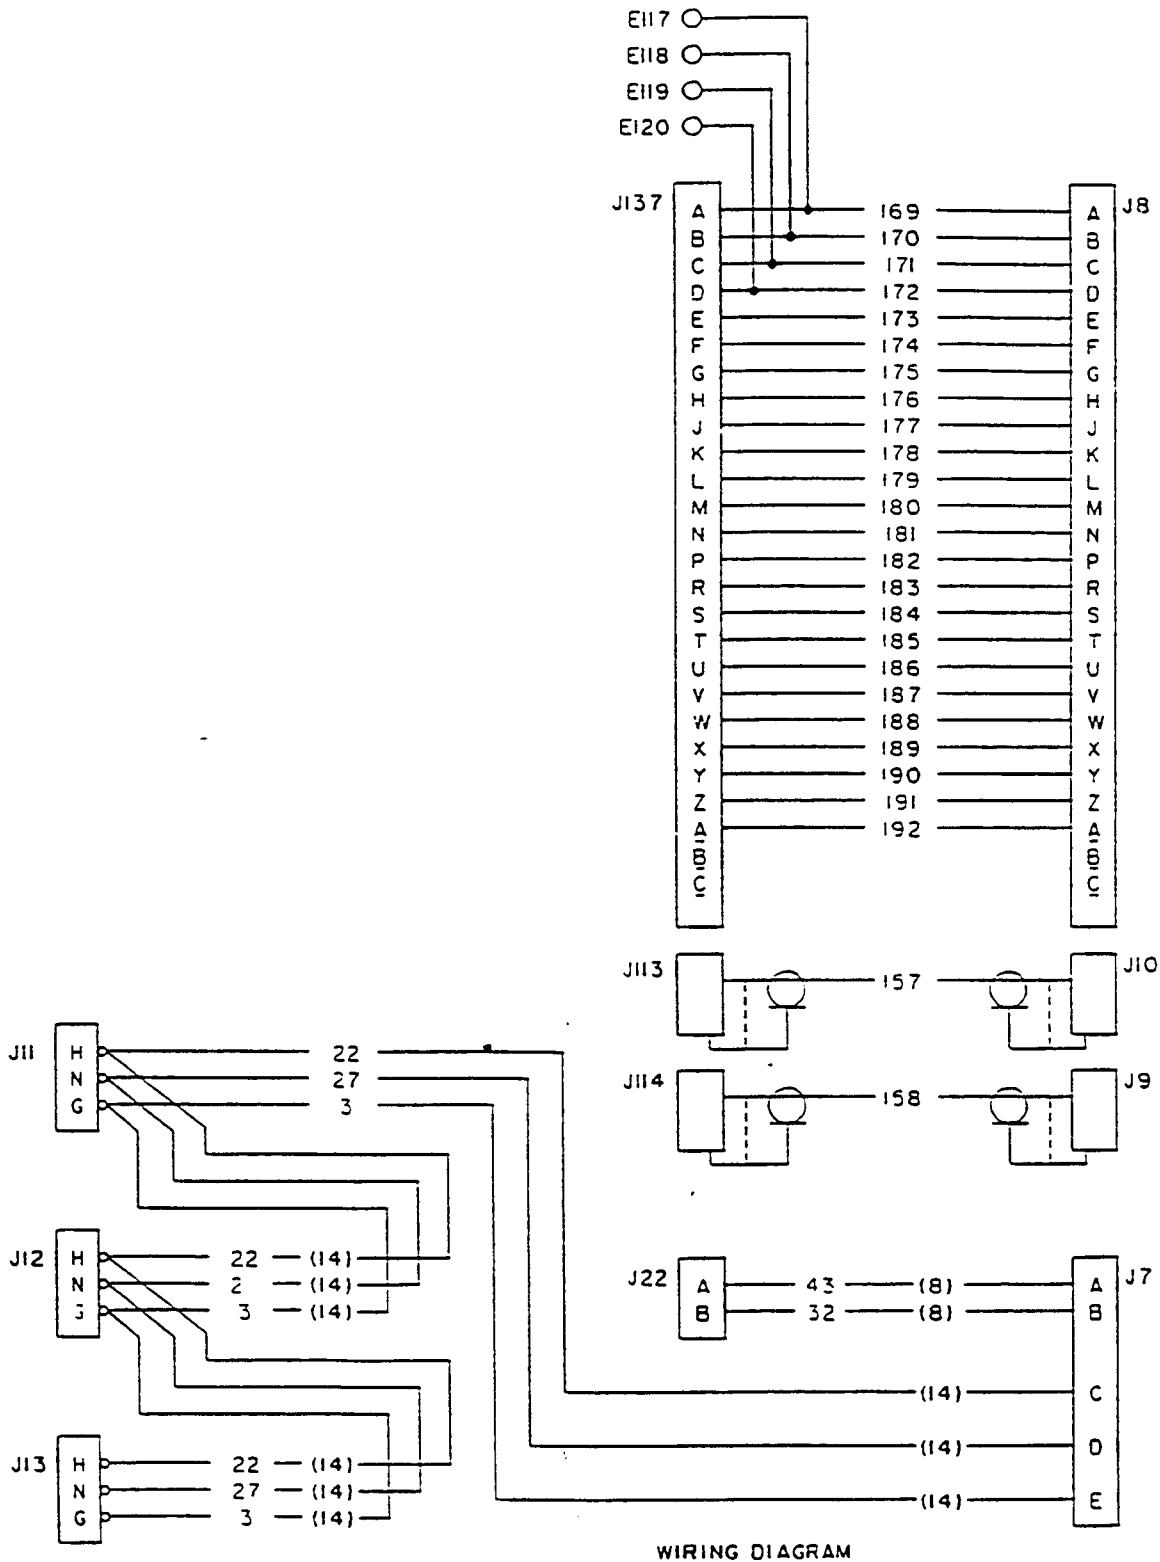 E117
E118
E119
E120
J137 J8
A 169 A
B 170 B
C 171 C
D 172 D
E 173 E
F 174 F
G 175 G
H 176 H
J 177 J
K 178 K
L 179 L
M 180 M
N 181 N
P 182 P
R 183 R
S 184 S
T 185 T
U 186 U
V 187 V
W 188 W
X 189 X
Y 190 Y
Z 191 Z
A 192 A
B B
C C
J113 157 J10
J114 158 J9
J11
H 22
N 27
G 3
J12
H 22 (14)
N 2 (14)
3 (14)
J13
H 22 (14)
N 27 (14)
G 3 (14)
J22 J7
A 43 (8) A
B 32 (8) B
(14) C
(14) D
(14) E
WIRING DIAGRAM